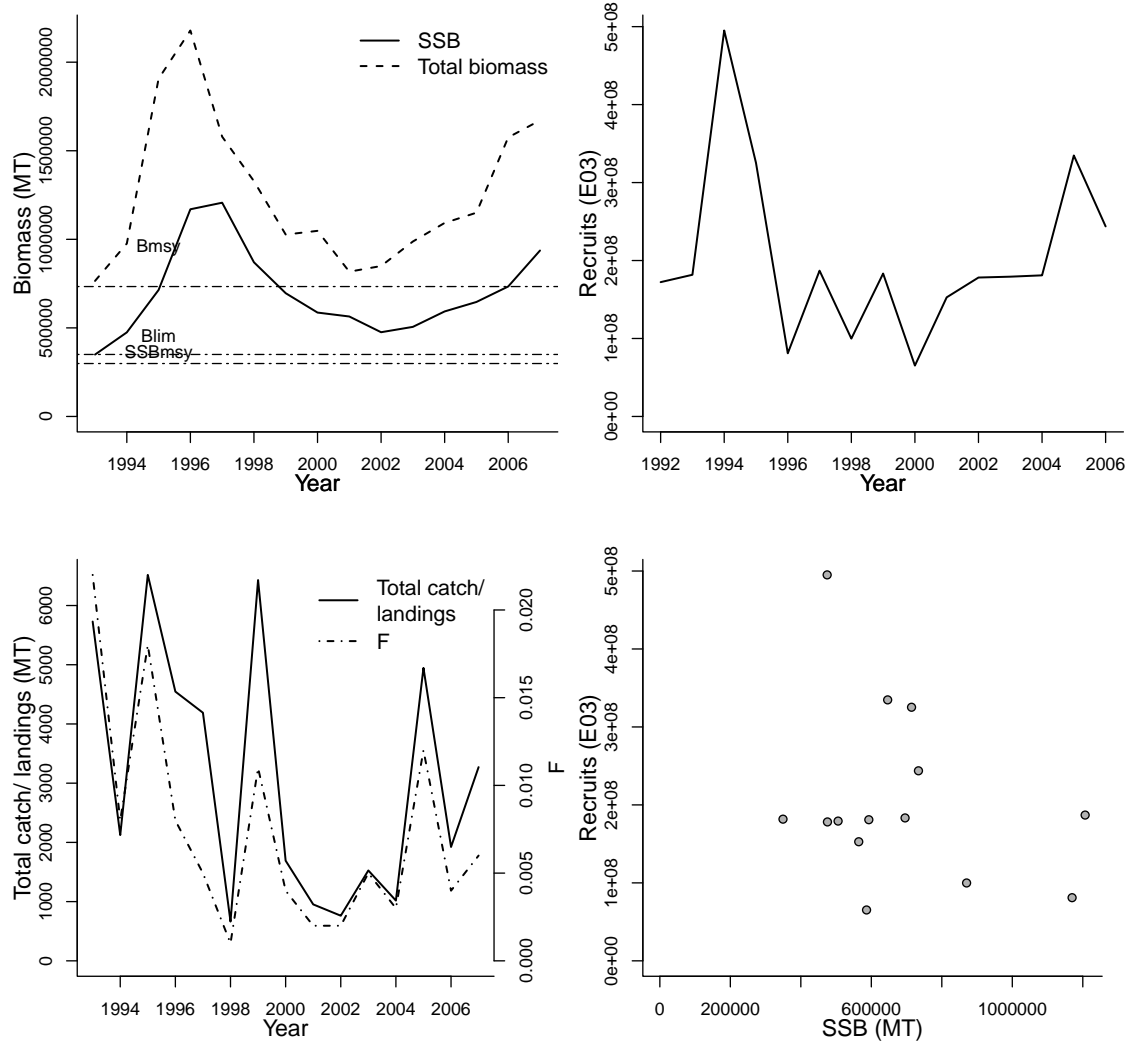 SSB
Total biomass
Biomass (MT)
0
500000
1000000
1500000
2000000
Bmsy
Blim
SSBmsy
1994 1996 1998 2000 2002 2004 2006
Year
Recruits (E03)
0e+00
1e+08
2e+08
3e+08
4e+08
5e+08
1992 1994 1996 1998 2000 2002 2004 2006
Year
Total catch/
landings
F
Total catch/ landings (MT)
0
1000
2000
3000
4000
5000
6000
F
0.000
0.005
0.010
0.015
0.020
1994 1996 1998 2000 2002 2004 2006
Year
Recruits (E03)
0e+00
1e+08
2e+08
3e+08
4e+08
5e+08
0 200000 600000 1000000
SSB (MT)